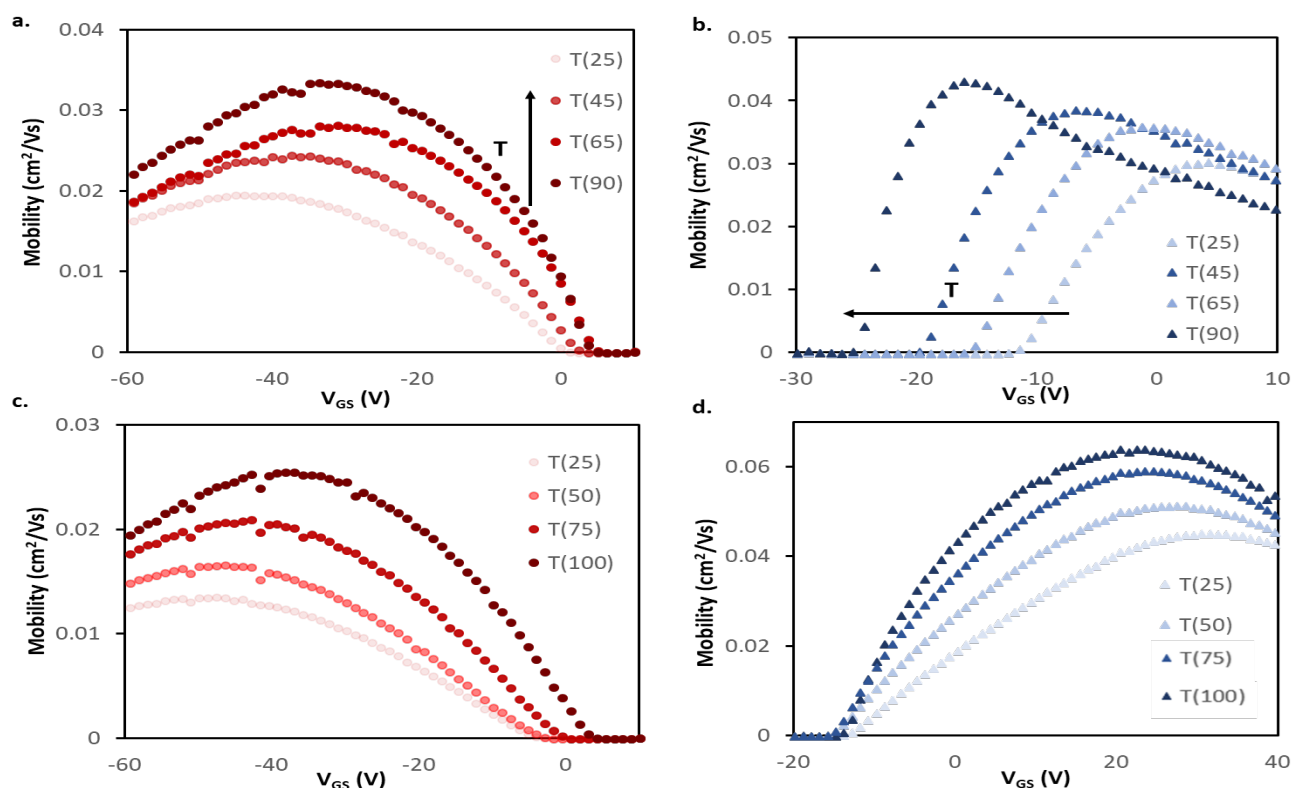 a.
Mobility (cm²/Vs)
0.04
0.03
0.02
0.01
0
-60
-40
-20
0
V_GS (V)
T(25)
T(45)
T(65)
T(90)
T
b.
Mobility (cm²/Vs)
0.05
0.04
0.03
0.02
0.01
0
-30
-20
-10
0
10
V_GS (V)
T
T(25)
T(45)
T(65)
T(90)
c.
Mobility (cm²/Vs)
0.03
0.02
0.01
0
-60
-40
-20
0
V_GS (V)
T(25)
T(50)
T(75)
T(100)
d.
Mobility (cm²/Vs)
0.06
0.04
0.02
0
-20
0
20
40
V_GS (V)
T(25)
T(50)
T(75)
T(100)